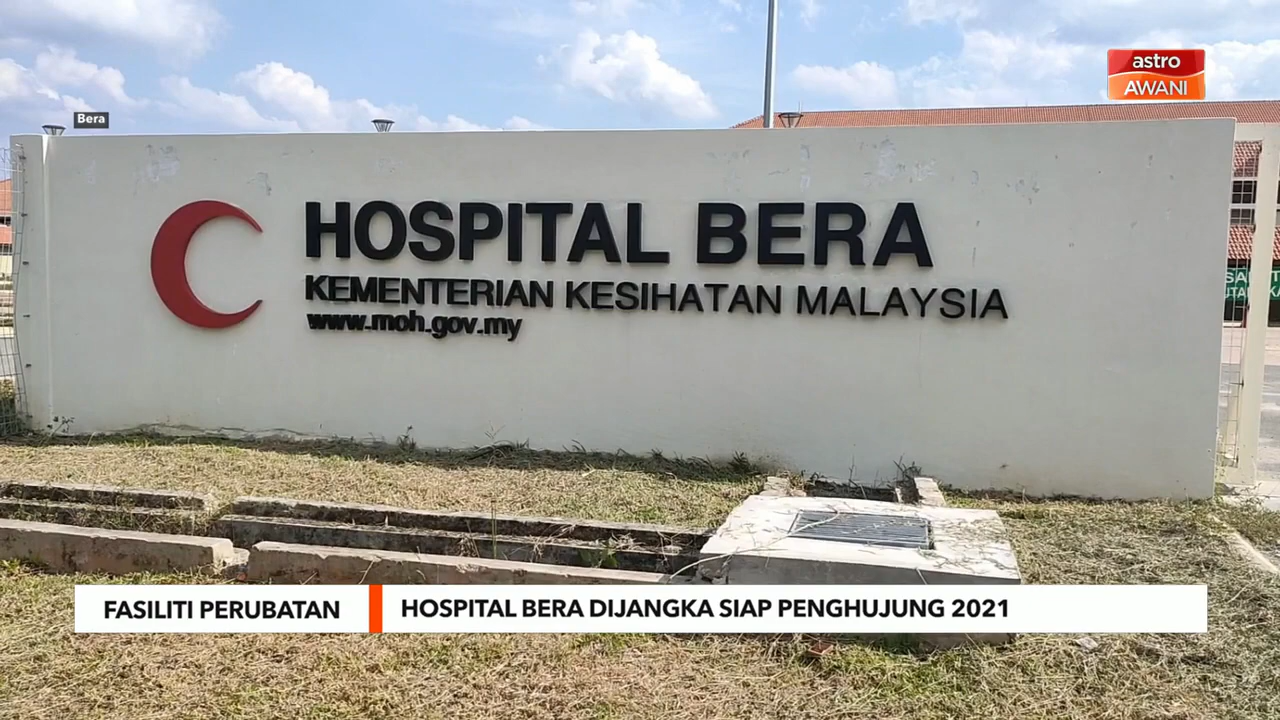 astro
AWANI
Bera
HOSPITAL BERA
KEMENTERIAN KESIHATAN MALAYSIA
www.moh.gov.my
FASILITI PERUBATAN
HOSPITAL BERA DIJANGKA SIAP PENGHUJUNG 2021